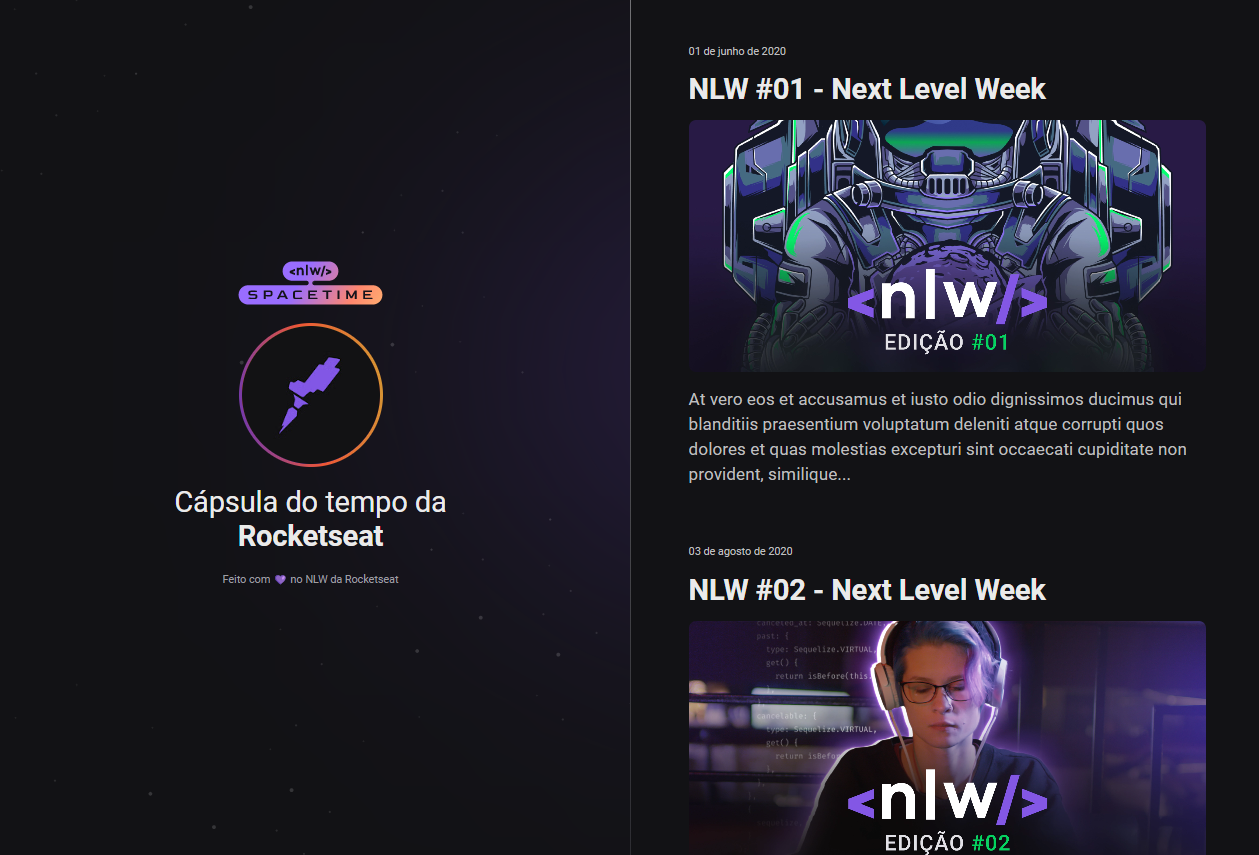 <nlw/>
SPACETIME
Cápsula do tempo da
Rocketseat
Feito com 💜 no NLW da Rocketseat
01 de junho de 2020
NLW #01 - Next Level Week
<nlw/>
EDIÇÃO #01
At vero eos et accusamus et iusto odio dignissimos ducimus qui
blanditiis praesentium voluptatum deleniti atque corrupti quos
dolores et quas molestias excepturi sint occaecati cupiditate non
provident, similique...
03 de agosto de 2020
NLW #02 - Next Level Week
canceled_at: Sequelize.DATE,
past: {
type: Sequelize.VIRTUAL,
get() {
return isBefore(this.
cancelable: {
type: Sequelize.VIRTUAL,
get() {
return isBefore
<nlw/>
EDIÇÃO #02